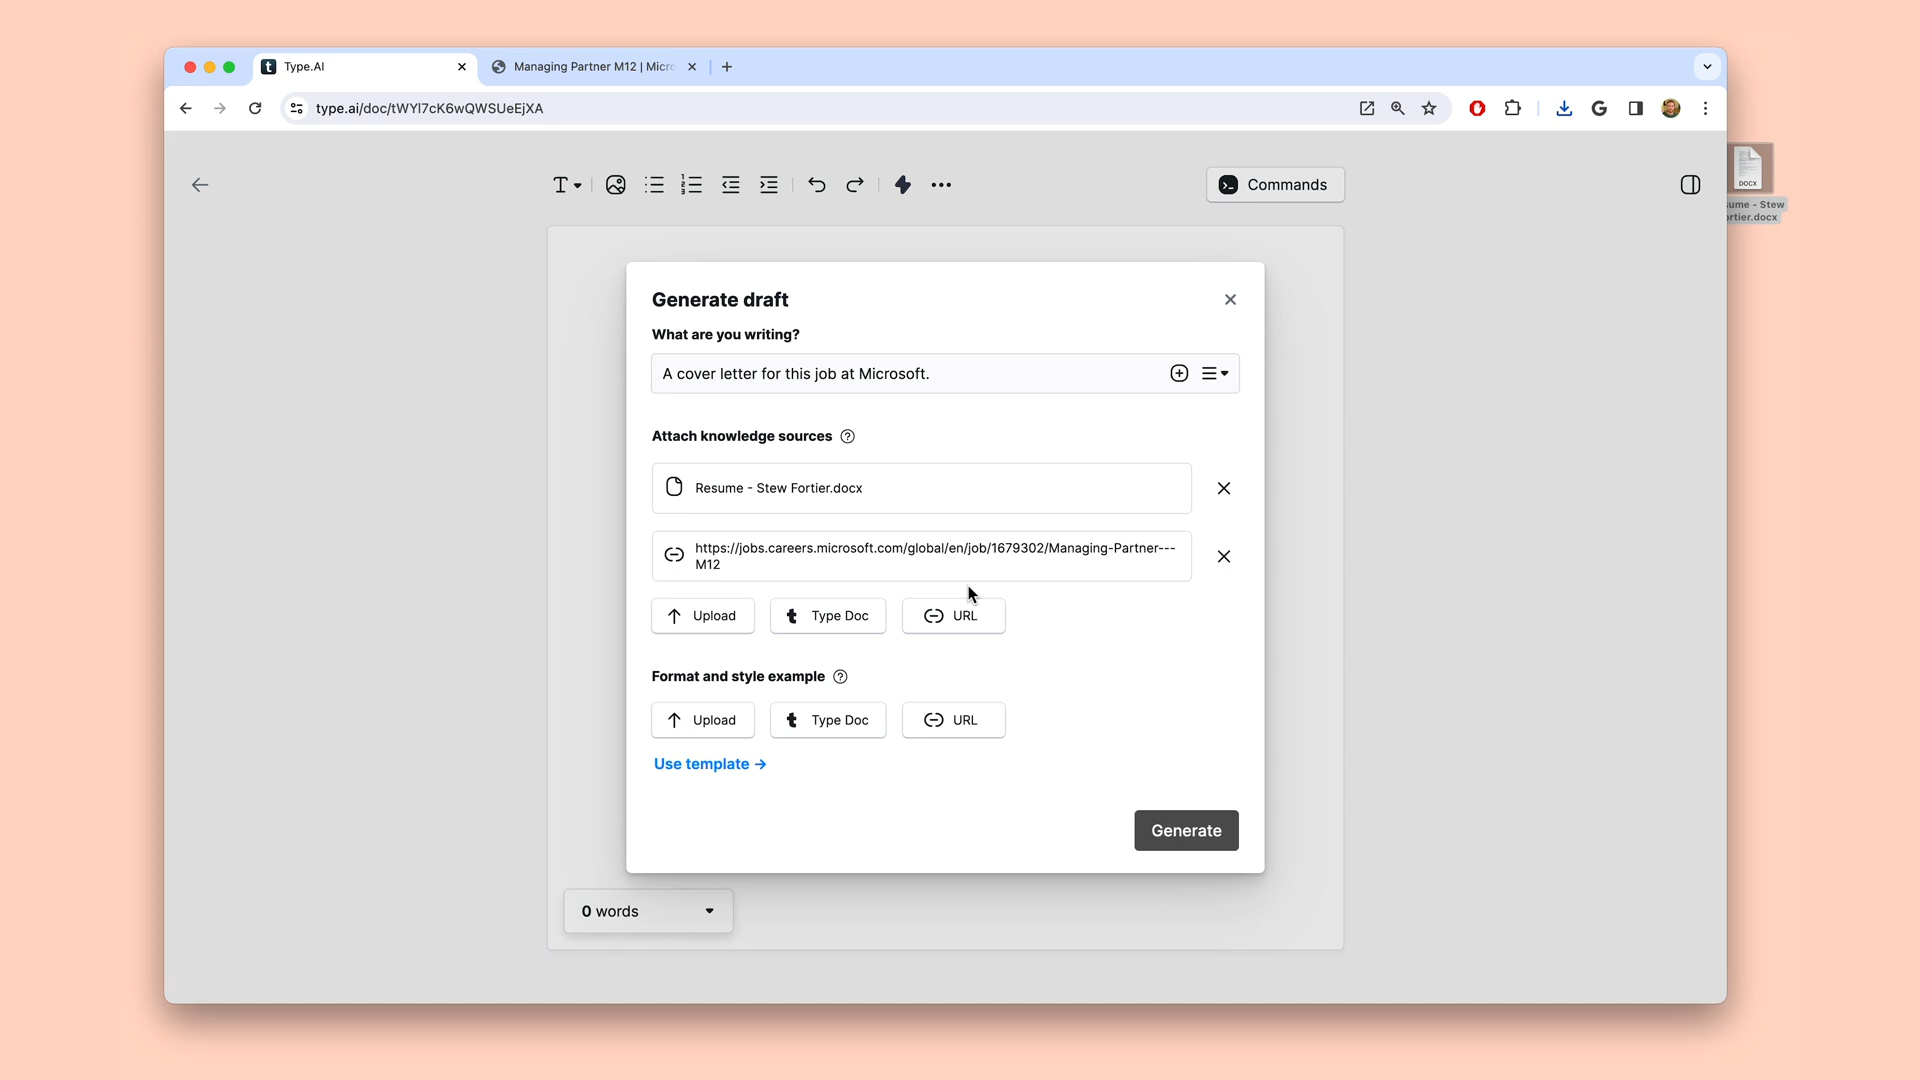 Type.AI
Managing Partner M12 | Micro
type.ai/doc/tWYl7cK6wQWSUeEjXA
Commands
DOCX
sume - Stew
ortier.docx
Generate draft
What are you writing?
A cover letter for this job at Microsoft.
Attach knowledge sources
Resume - Stew Fortier.docx
https://jobs.careers.microsoft.com/global/en/job/1679302/Managing-Partner---
M12
Upload
Type Doc
URL
Format and style example
Upload
Type Doc
URL
Use template →
Generate
0 words